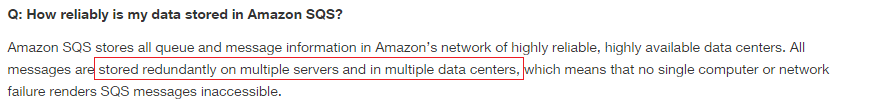 Q: How reliably is my data stored in Amazon SQS?
Amazon SQS stores all queue and message information in Amazon’s network of highly reliable, highly available data centers. All
messages are stored redundantly on multiple servers and in multiple data centers, which means that no single computer or network
failure renders SQS messages inaccessible.